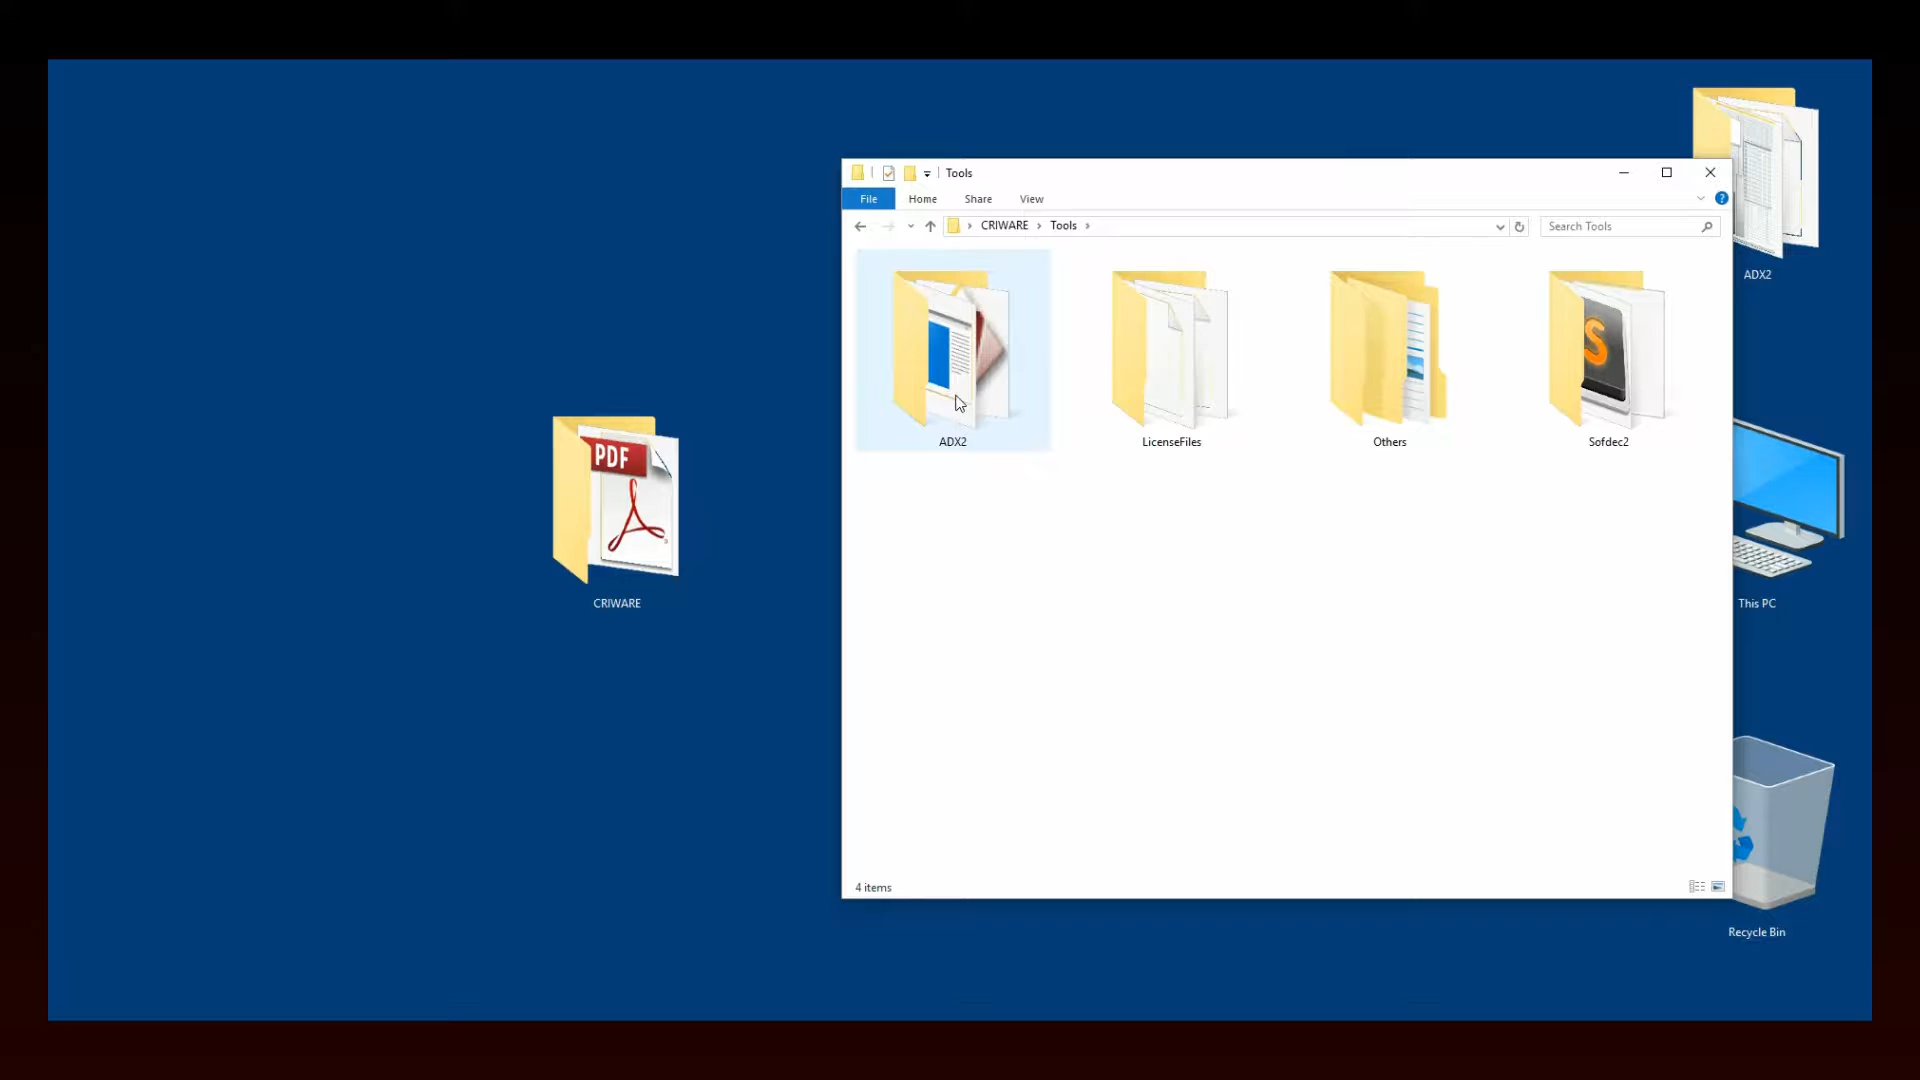 Tools
File Home Share View
CRIWARE Tools
Search Tools
ADX2
LicenseFiles
Others
Sofdec2
4 items
PDF
CRIWARE
ADX2
This PC
Recycle Bin